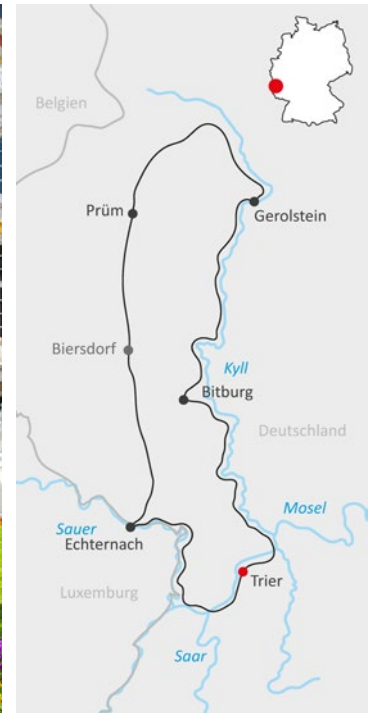 Belgien
Prüm
Gerolstein
Biersdorf
Kyll
Bitburg
Deutschland
Mosel
Sauer
Echternach
Trier
Luxemburg
Saar